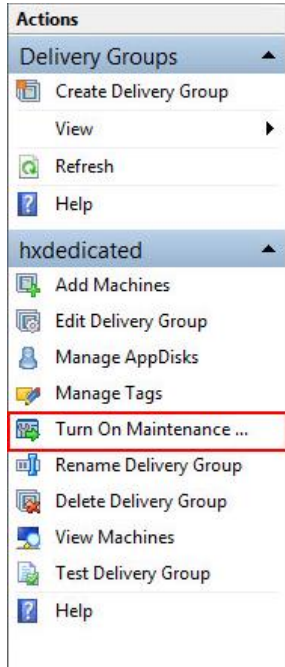 Actions
Delivery Groups
Create Delivery Group
View
Refresh
Help
hxdedicated
Add Machines
Edit Delivery Group
Manage AppDisks
Manage Tags
Turn On Maintenance ...
Rename Delivery Group
Delete Delivery Group
View Machines
Test Delivery Group
Help